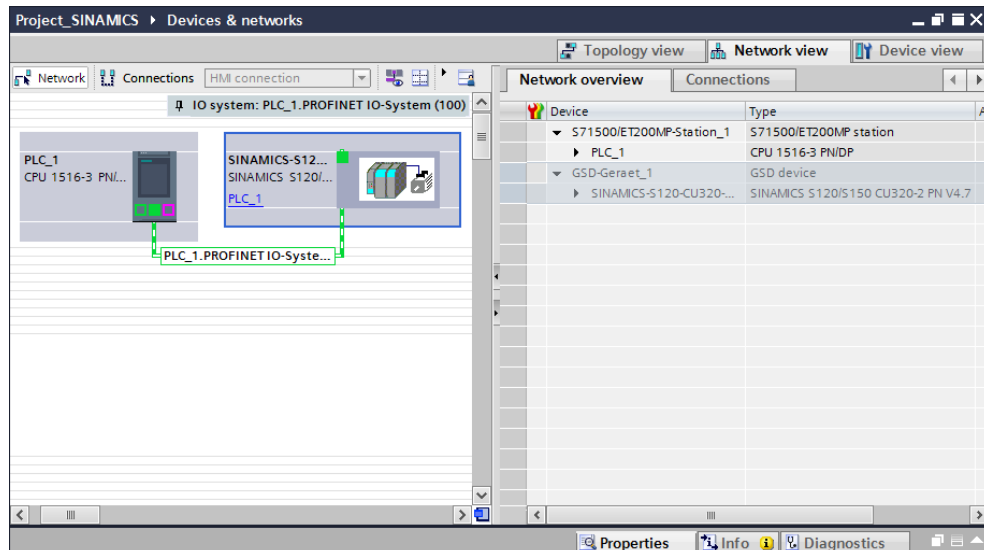 Project_SINAMICS ▸ Devices & networks
Topology view Network view Device view
Network Connections HMI connection
Network overview Connections
IO system: PLC_1.PROFINET IO-System (100)
Device Type
S71500/ET200MP-Station_1 S71500/ET200MP station
PLC_1 CPU 1516-3 PN/DP
GSD-Geraet_1 GSD device
SINAMICS-S120-CU320-... SINAMICS S120/S150 CU320-2 PN V4.7
PLC_1
CPU 1516-3 PN/...
SINAMICS-S12...
SINAMICS S120/...
PLC_1
PLC_1.PROFINET IO-Syste...
Properties Info Diagnostics